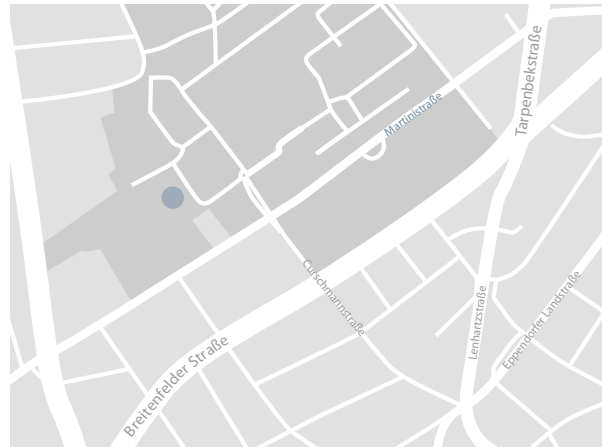 Tarpenbekstraße
Martinistraße
Curschmannstraße
Eppendorfer Landstraße
Lenhartzstraße
Breitenfelder Straße